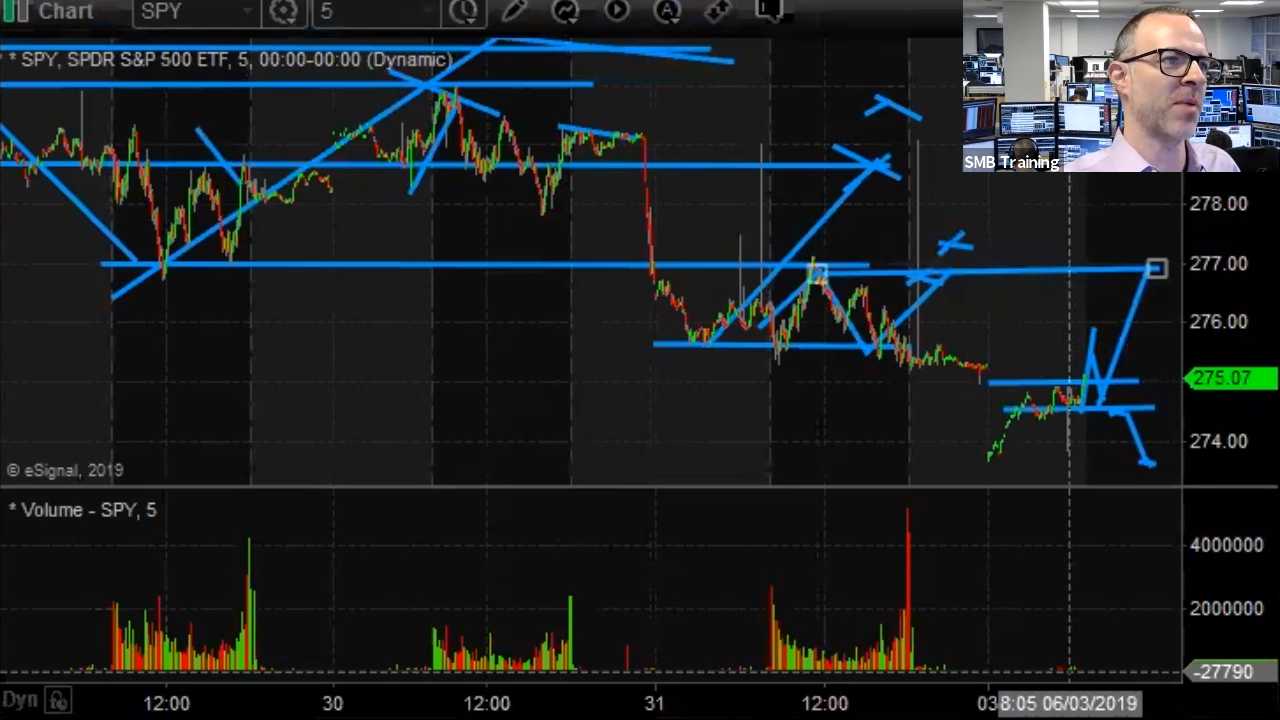 Chart SPY 5
* SPY, SPDR S&P 500 ETF, 5, 00:00-00:00 (Dynamic)
SMB Training
278.00
277.00
276.00
275.07
274.00
© eSignal, 2019
* Volume - SPY, 5
4000000
2000000
-27790
Dyn
12:00 30 12:00 31 12:00 03 8:05 06/03/2019